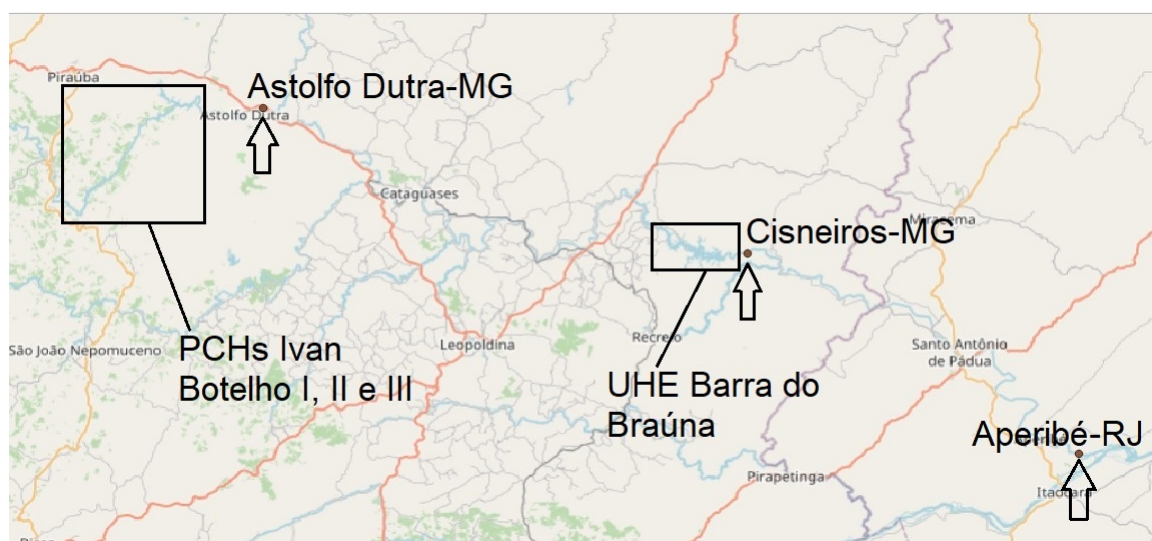 Piraúba
Astolfo Dutra-MG
Astolfo Dutra
Cataguases
Miracema
Cisneiros-MG
São João Nepomuceno
PCHs Ivan
Botelho I, II e III
Leopoldina
Recreio
Santo Antônio
de Pádua
UHE Barra do
Braúna
Aperibé-RJ
Pirapetinga
Itaocara